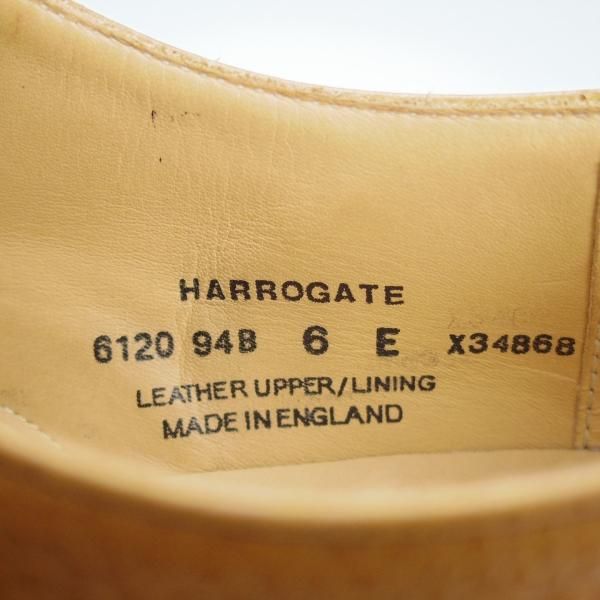 HARROGATE
6120 94B 6 E X34868
LEATHER UPPER/LINING
MADE IN ENGLAND